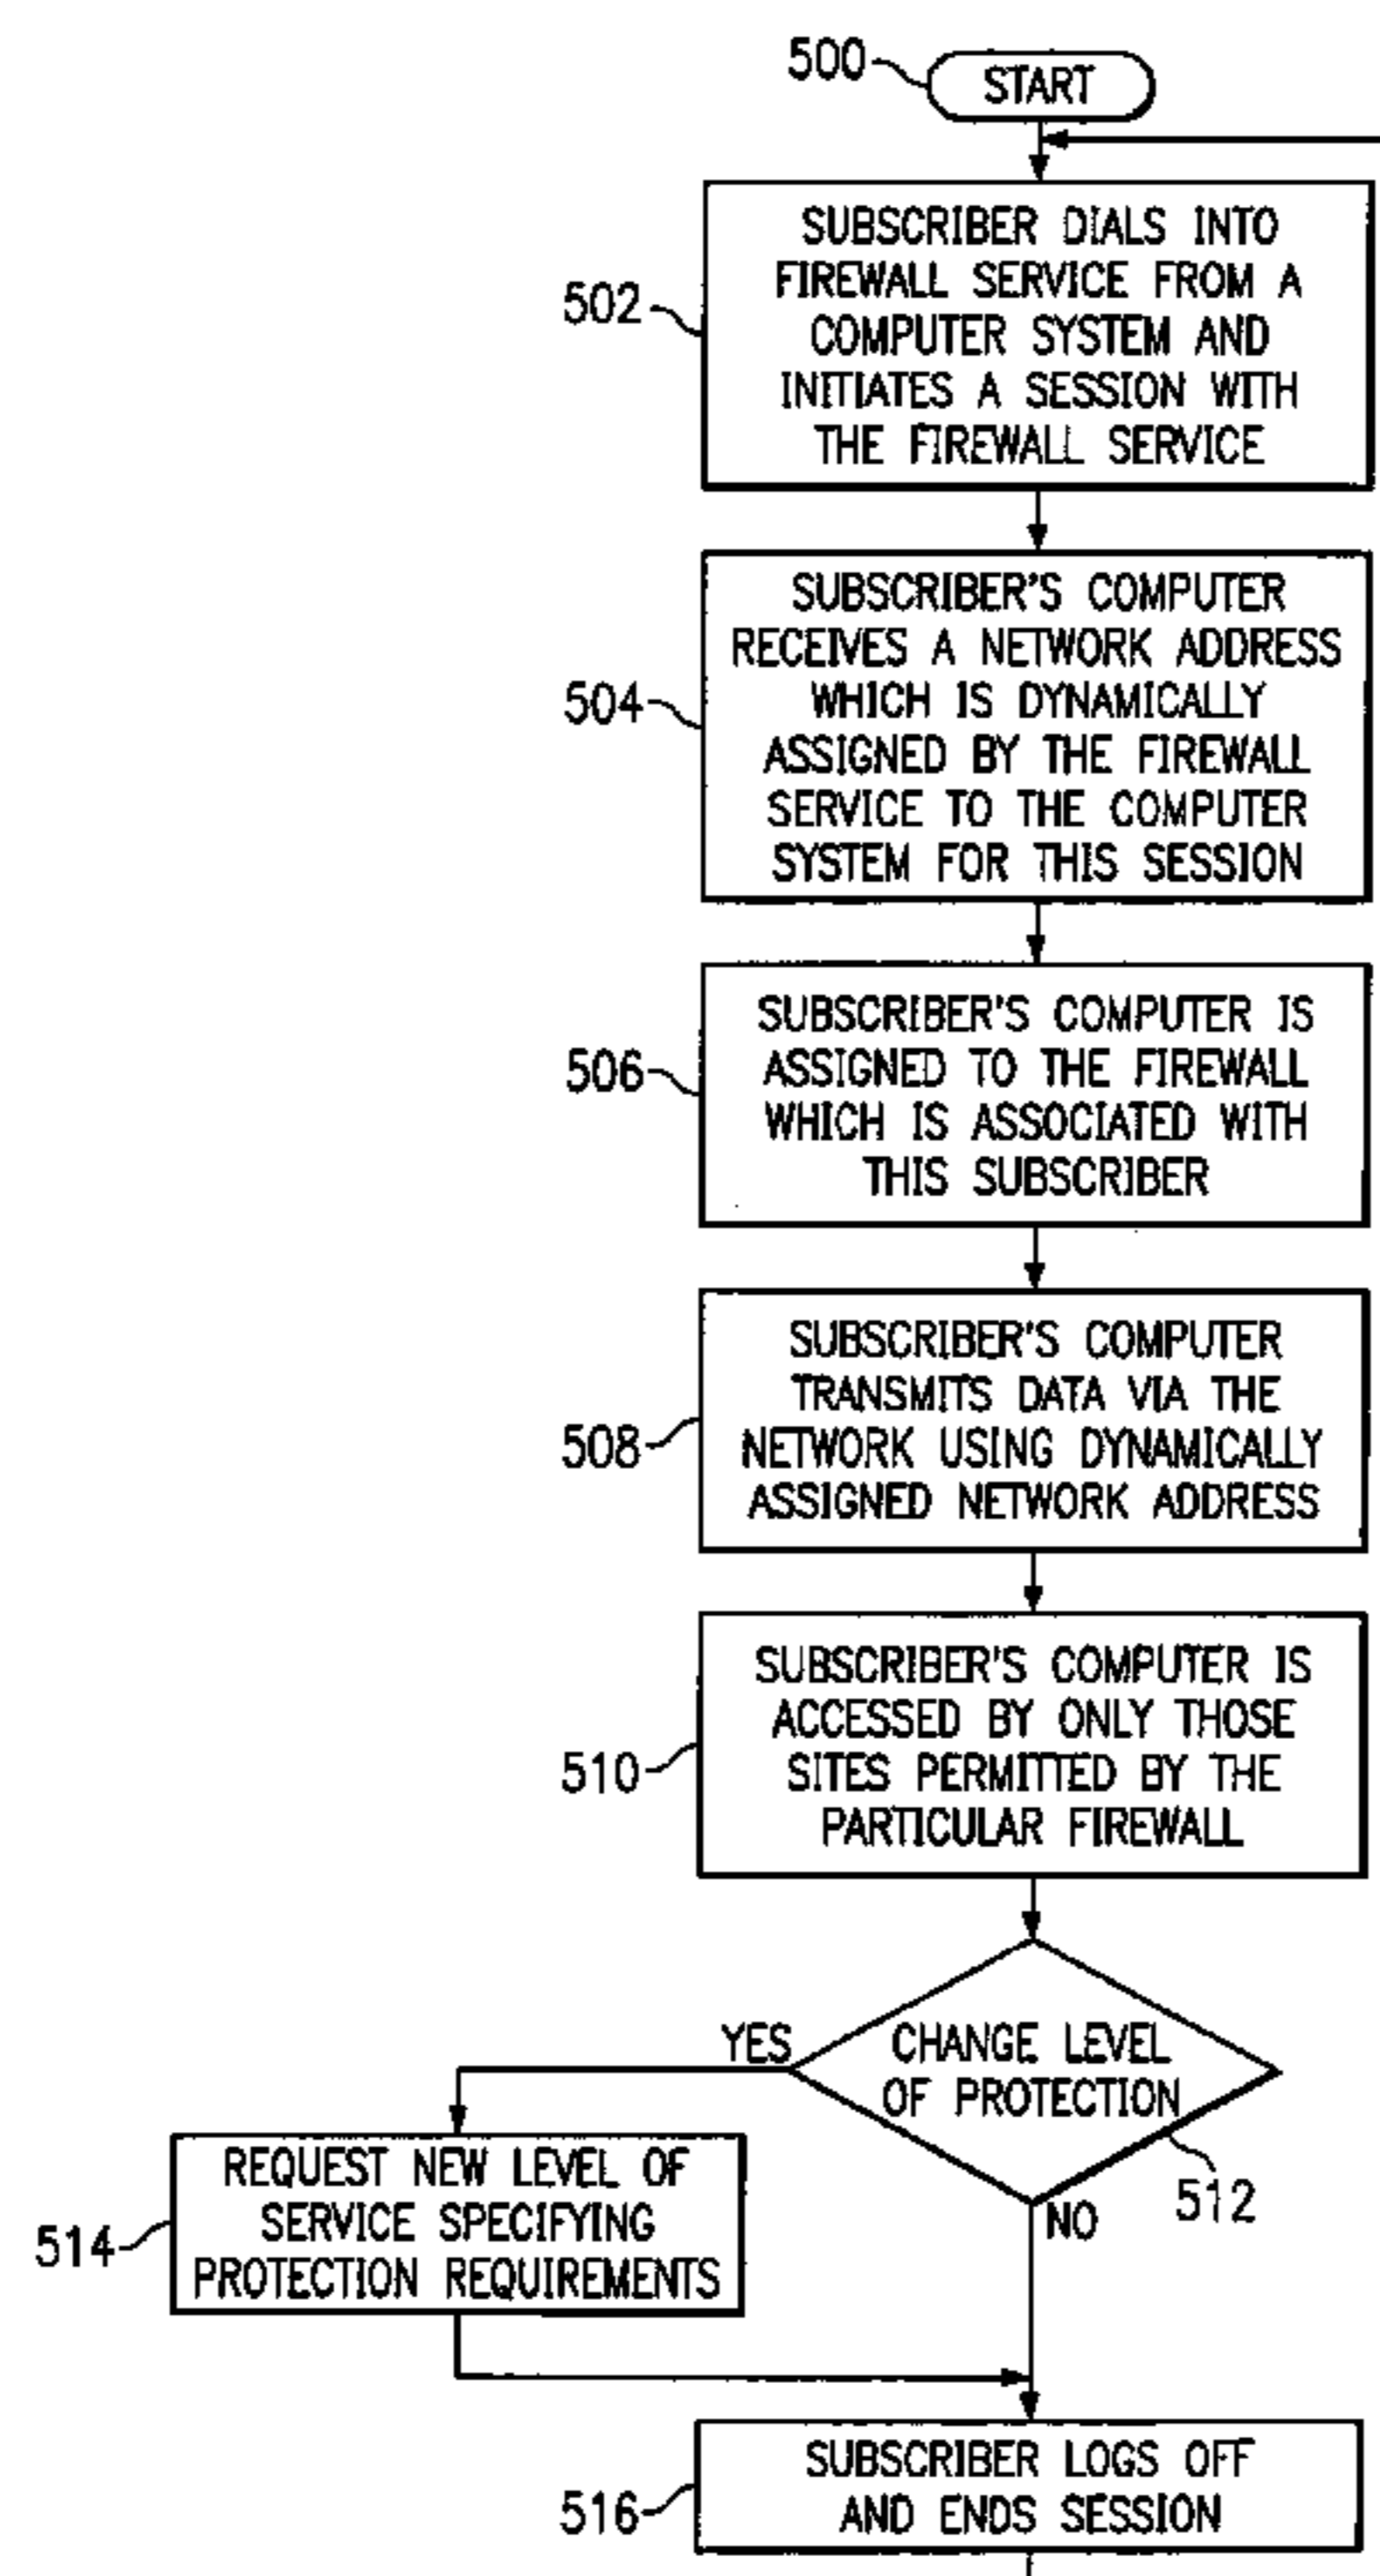 500
START
502
SUBSCRIBER DIALS INTO
FIREWALL SERVICE FROM A
COMPUTER SYSTEM AND
INITIATES A SESSION WITH
THE FIREWALL SERVICE
504
SUBSCRIBER'S COMPUTER
RECEIVES A NETWORK ADDRESS
WHICH IS DYNAMICALLY
ASSIGNED BY THE FIREWALL
SERVICE TO THE COMPUTER
SYSTEM FOR THIS SESSION
506
SUBSCRIBER'S COMPUTER IS
ASSIGNED TO THE FIREWALL
WHICH IS ASSOCIATED WITH
THIS SUBSCRIBER
508
SUBSCRIBER'S COMPUTER
TRANSMITS DATA VIA THE
NETWORK USING DYNAMICALLY
ASSIGNED NETWORK ADDRESS
510
SUBSCRIBER'S COMPUTER IS
ACCESSED BY ONLY THOSE
SITES PERMITTED BY THE
PARTICULAR FIREWALL
YES
CHANGE LEVEL
OF PROTECTION
512
NO
514
REQUEST NEW LEVEL OF
SERVICE SPECIFYING
PROTECTION REQUIREMENTS
516
SUBSCRIBER LOGS OFF
AND ENDS SESSION